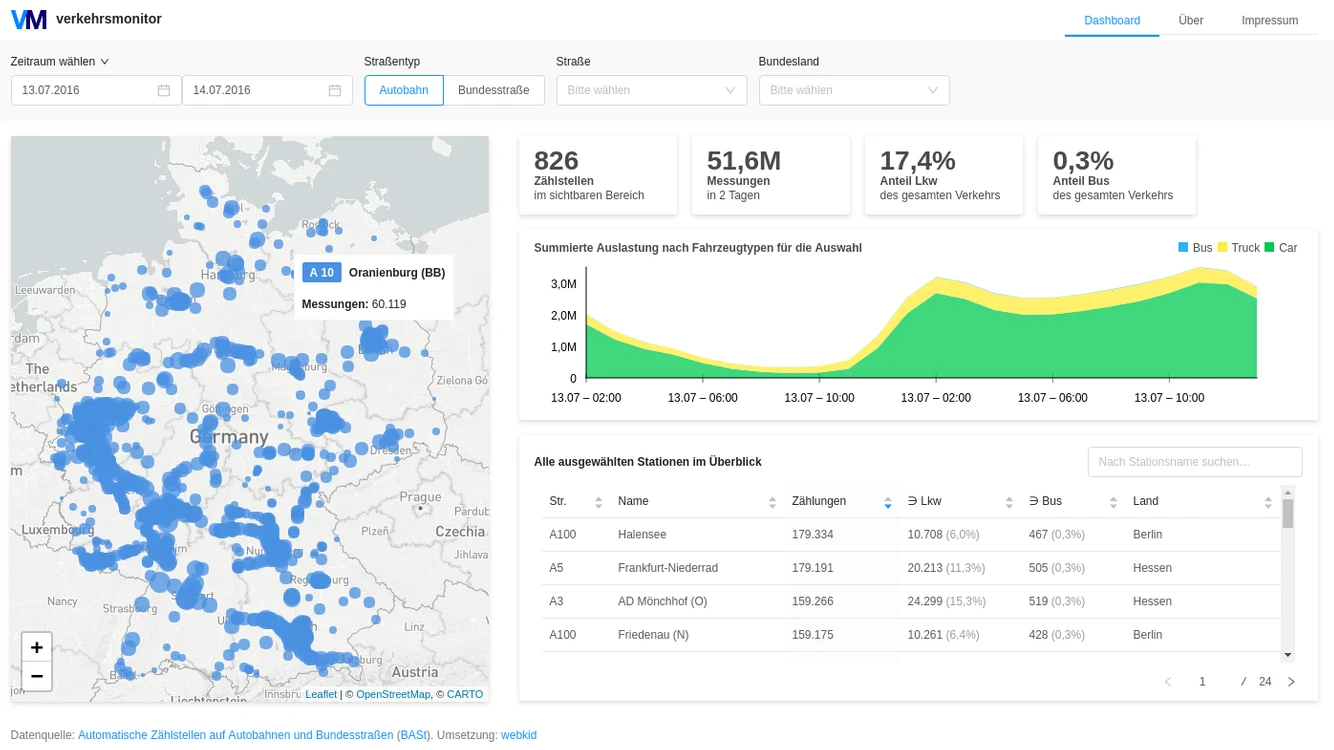 VM verkehrsmonitor
Dashboard Über Impressum
Zeitraum wählen
Straßentyp
Straße
Bundesland
13.07.2016
14.07.2016
Autobahn
Bundesstraße
Bitte wählen
Bitte wählen
Leeuwarden
The
Göttingen
Germany
Zielona Gó
Dresden
Prague
Pardub
Plzeň
Czechia
Jihlava
Luxembourg
Nancy
Strasbourg
Linz
Austria
Innsbru
Liechtenstein
A 10 Oranienburg (BB)
Messungen: 60.119
+
−
Leaflet | © OpenStreetMap, © CARTO
826
Zählstellen
im sichtbaren Bereich
51,6M
Messungen
in 2 Tagen
17,4%
Anteil Lkw
des gesamten Verkehrs
0,3%
Anteil Bus
des gesamten Verkehrs
Summierte Auslastung nach Fahrzeugtypen für die Auswahl
Bus Truck Car
3,0M
2,0M
1,0M
0
13.07 – 02:00 13.07 – 06:00 13.07 – 10:00 13.07 – 02:00 13.07 – 06:00 13.07 – 10:00
Alle ausgewählten Stationen im Überblick
Nach Stationsname suchen…
Str. Name Zählungen ∋ Lkw ∋ Bus Land
A100 Halensee 179.334 10.708 (6,0%) 467 (0,3%) Berlin
A5 Frankfurt-Niederrad 179.191 20.213 (11,3%) 505 (0,3%) Hessen
A3 AD Mönchhof (O) 159.266 24.299 (15,3%) 519 (0,3%) Hessen
A100 Friedenau (N) 159.175 10.261 (6,4%) 428 (0,3%) Berlin
1 / 24
Datenquelle: Automatische Zählstellen auf Autobahnen und Bundesstraßen (BASt). Umsetzung: webkid